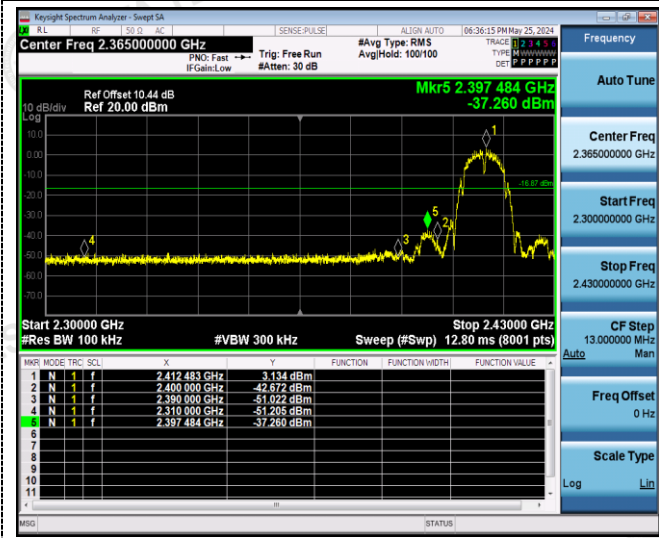 Keysight Spectrum Analyzer - Swept SA
RL RF 50 Ω AC SENSE:PULSE ALIGN AUTO 06:36:15 PM May 25, 2024
Center Freq 2.365000000 GHz #Avg Type: RMS TRACE 1 2 3 4 5 6 Frequency
PNO: Fast Trig: Free Run Avg|Hold: 100/100 TYPE M WWWWW
IFGain:Low #Atten: 30 dB DET P P P P P P
Auto Tune
Ref Offset 10.44 dB Mkr5 2.397 484 GHz
10 dB/div Ref 20.00 dBm -37.260 dBm
Log
10.0
0.00
-10.0
-20.0
-30.0
-40.0
-50.0
-60.0
-70.0
1
-16.87 dBm
5
2
3
4
Center Freq
2.365000000 GHz
Start Freq
2.300000000 GHz
Stop Freq
2.430000000 GHz
Start 2.30000 GHz Stop 2.43000 GHz
#Res BW 100 kHz #VBW 300 kHz Sweep (#Swp) 12.80 ms (8001 pts)
CF Step
13.000000 MHz
Auto Man
MKR MODE TRC SCL X Y FUNCTION FUNCTION WIDTH FUNCTION VALUE
1 N 1 f 2.412 483 GHz 3.134 dBm
2 N 1 f 2.400 000 GHz -42.672 dBm
3 N 1 f 2.390 000 GHz -51.022 dBm
4 N 1 f 2.310 000 GHz -51.205 dBm
5 N 1 f 2.397 484 GHz -37.260 dBm
6
7
8
9
10
11
Freq Offset
0 Hz
Scale Type
Log Lin
MSG STATUS